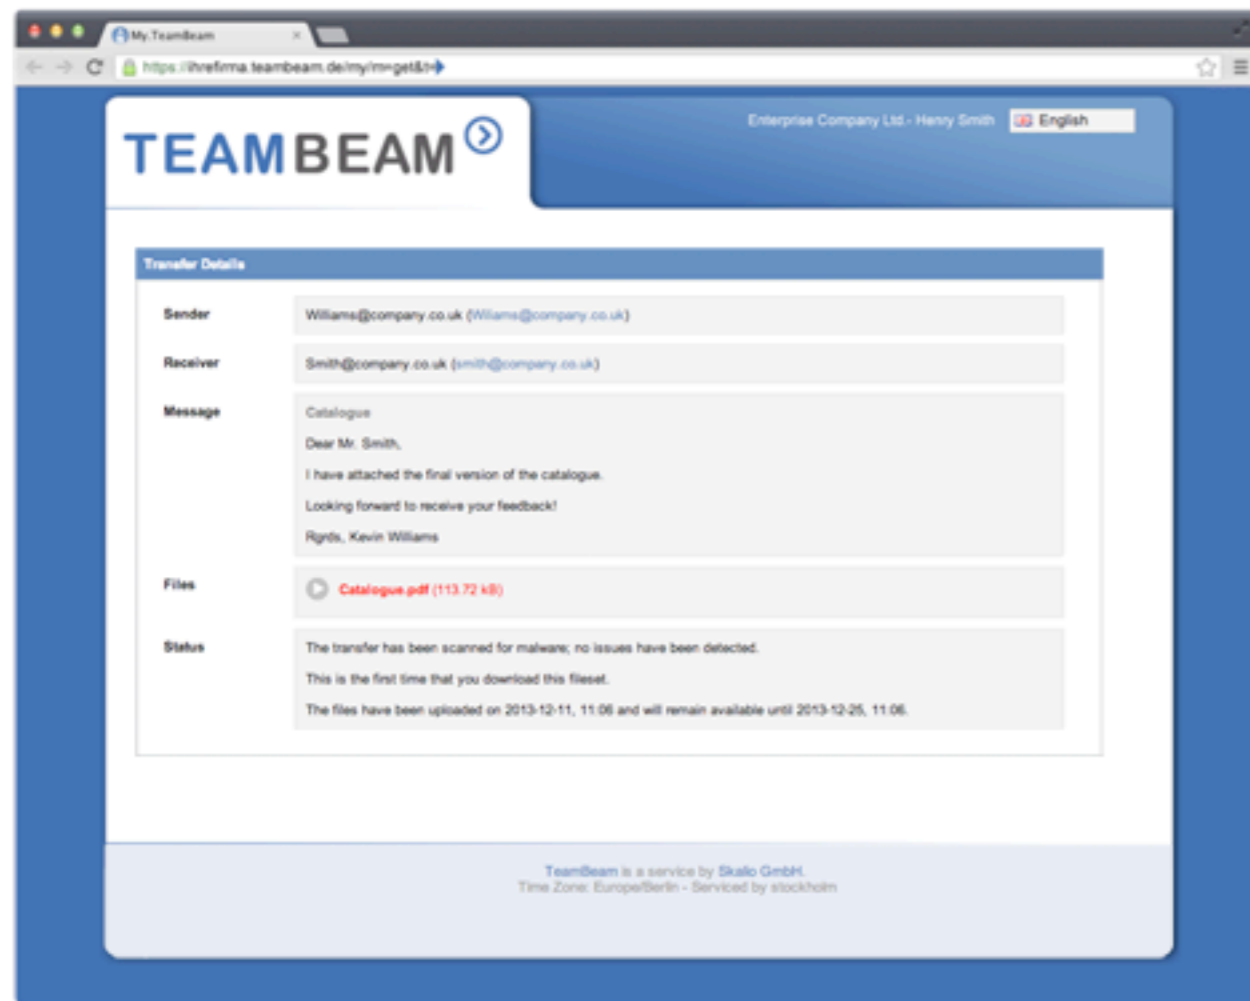 My.TeamBeam
https://ihrefirma.teambeam.de/my/m=get&t=
TEAMBEAM
Enterprise Company Ltd.- Henry Smith
English
Transfer Details
Sender
Williams@company.co.uk (Wiliams@company.co.uk)
Receiver
Smith@company.co.uk (smith@company.co.uk)
Message
Catalogue
Dear Mr. Smith,
I have attached the final version of the catalogue.
Looking forward to receive your feedback!
Rgrds, Kevin Williams
Files
Catalogue.pdf (113.72 kB)
Status
The transfer has been scanned for malware; no issues have been detected.
This is the first time that you download this fileset.
The files have been uploaded on 2013-12-11, 11:06 and will remain available until 2013-12-25, 11:06.
TeamBeam is a service by Skalio GmbH.
Time Zone: Europe/Berlin - Serviced by stockholm